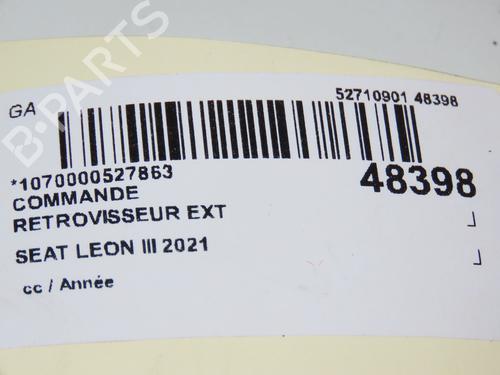 GA
52710901 48398
*1070000527863
48398
COMMANDE
RETROVISSEUR EXT
SEAT LEON III 2021
cc / Année
B-PARTS